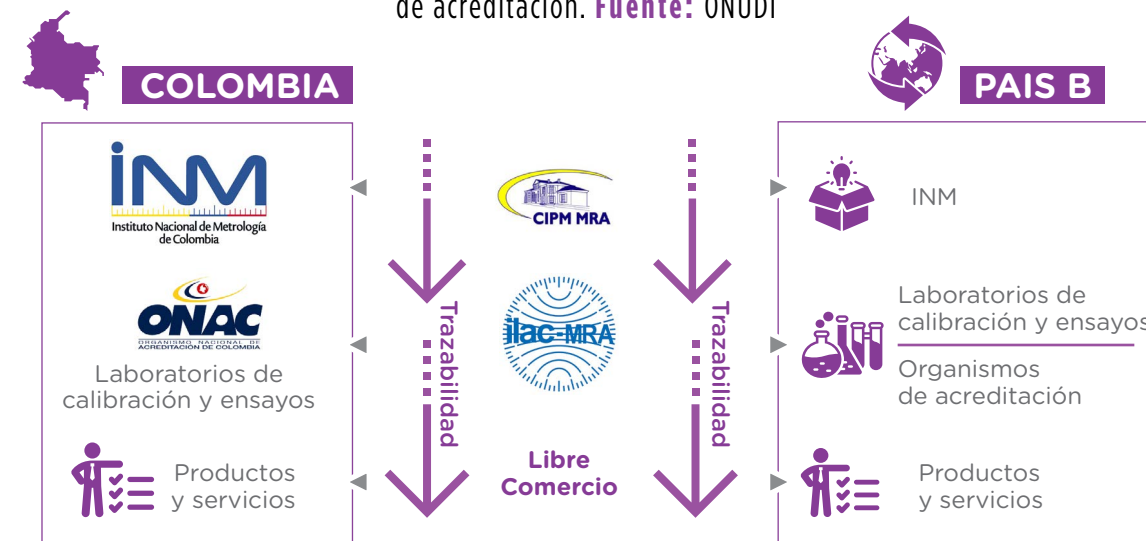 de acreditación. Fuente: ONUDI
COLOMBIA
PAIS B
INM
Instituto Nacional de Metrología
de Colombia
ONAC
ORGANISMO NACIONAL DE
ACREDITACIÓN DE COLOMBIA
Laboratorios de
calibración y ensayos
Productos
y servicios
Trazabilidad
CIPM MRA
ilac-MRA
Libre
Comercio
Trazabilidad
INM
Laboratorios de
calibración y ensayos
Organismos
de acreditación
Productos
y servicios